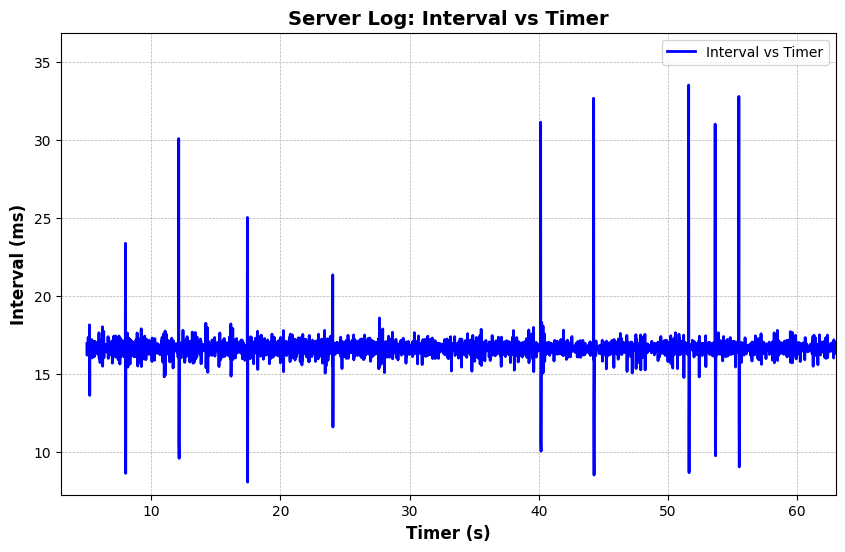 Server Log: Interval vs Timer
Interval vs Timer
35
30
25
20
15
10
Interval (ms)
10 20 30 40 50 60
Timer (s)